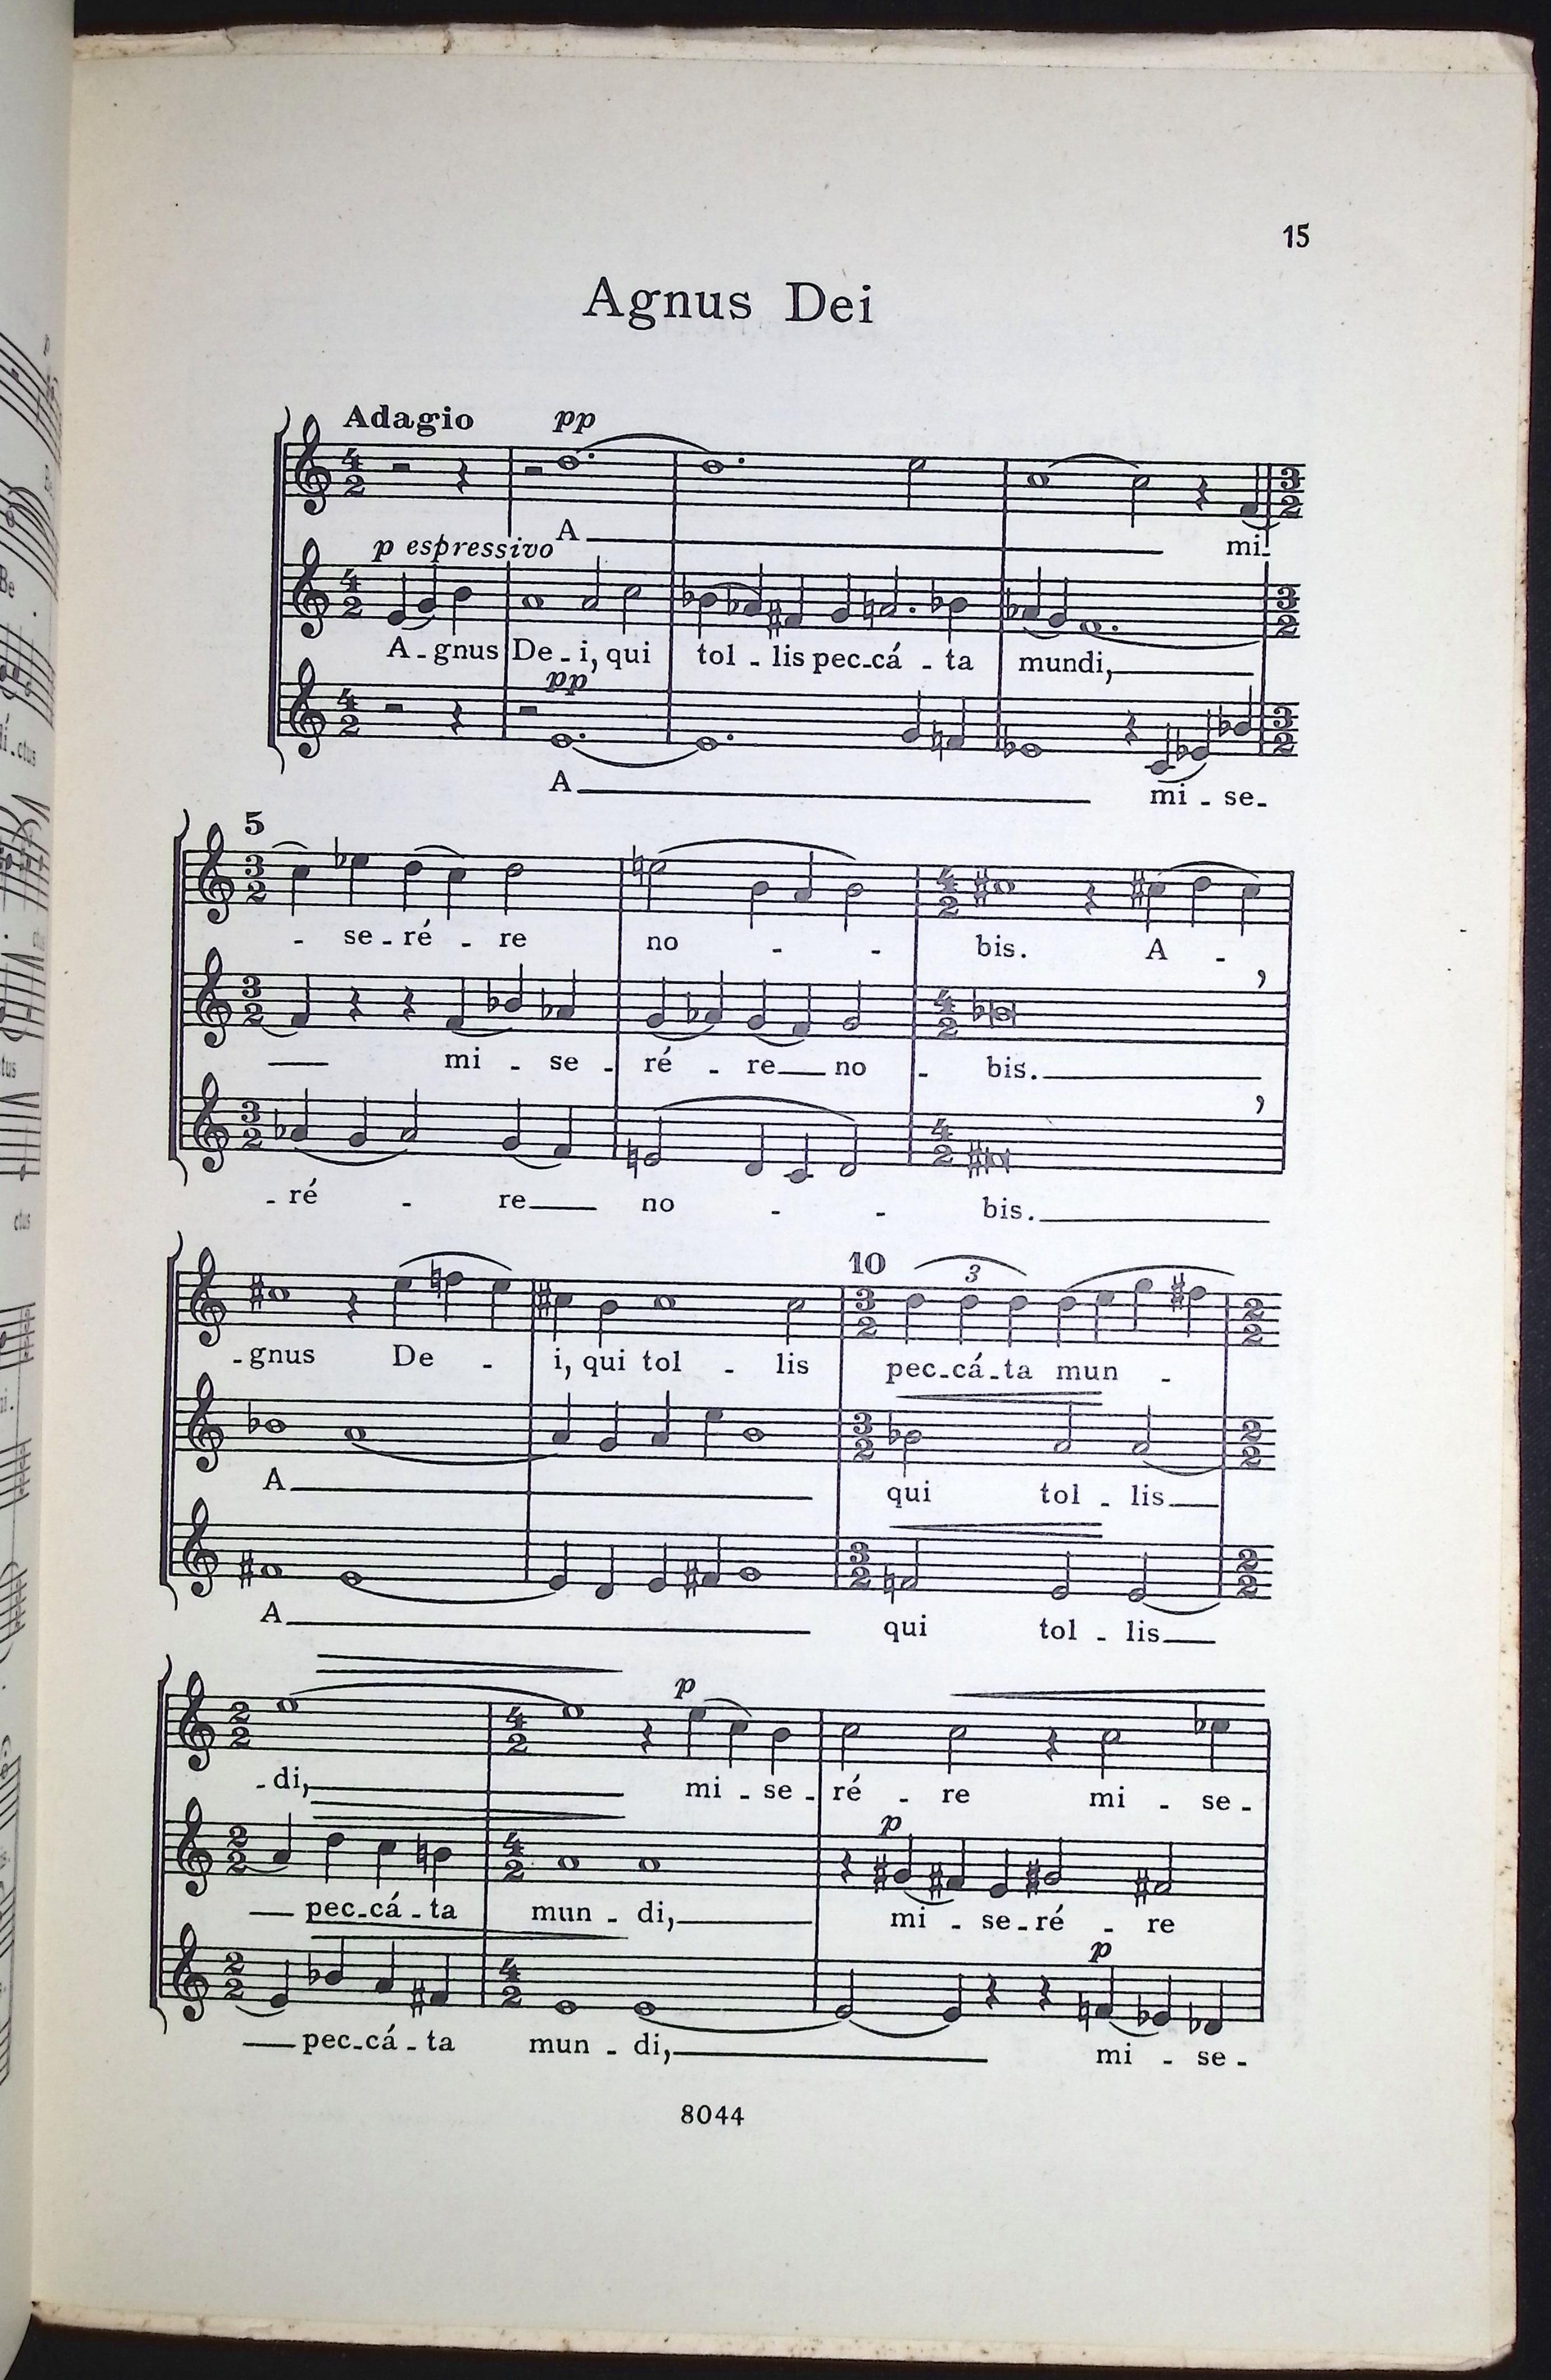 15
Agnus Dei
Adagio pp
A
mi-
p espressivo
A - gnus De - i, qui tol - lis pec - cá - ta mundi,
pp
A mi - se -
5
- se - ré - re no - - bis. A -
mi - se - ré - re no - bis.
- ré - re no - - bis.
10
3
- gnus De - i, qui tol - lis pec - cá - ta mun -
A qui tol - lis
A qui tol - lis
p
- di, mi - se - ré - re mi - se -
p
pec - cá - ta mun - di, mi - se - ré - re
p
pec - cá - ta mun - di, mi - se -
8044